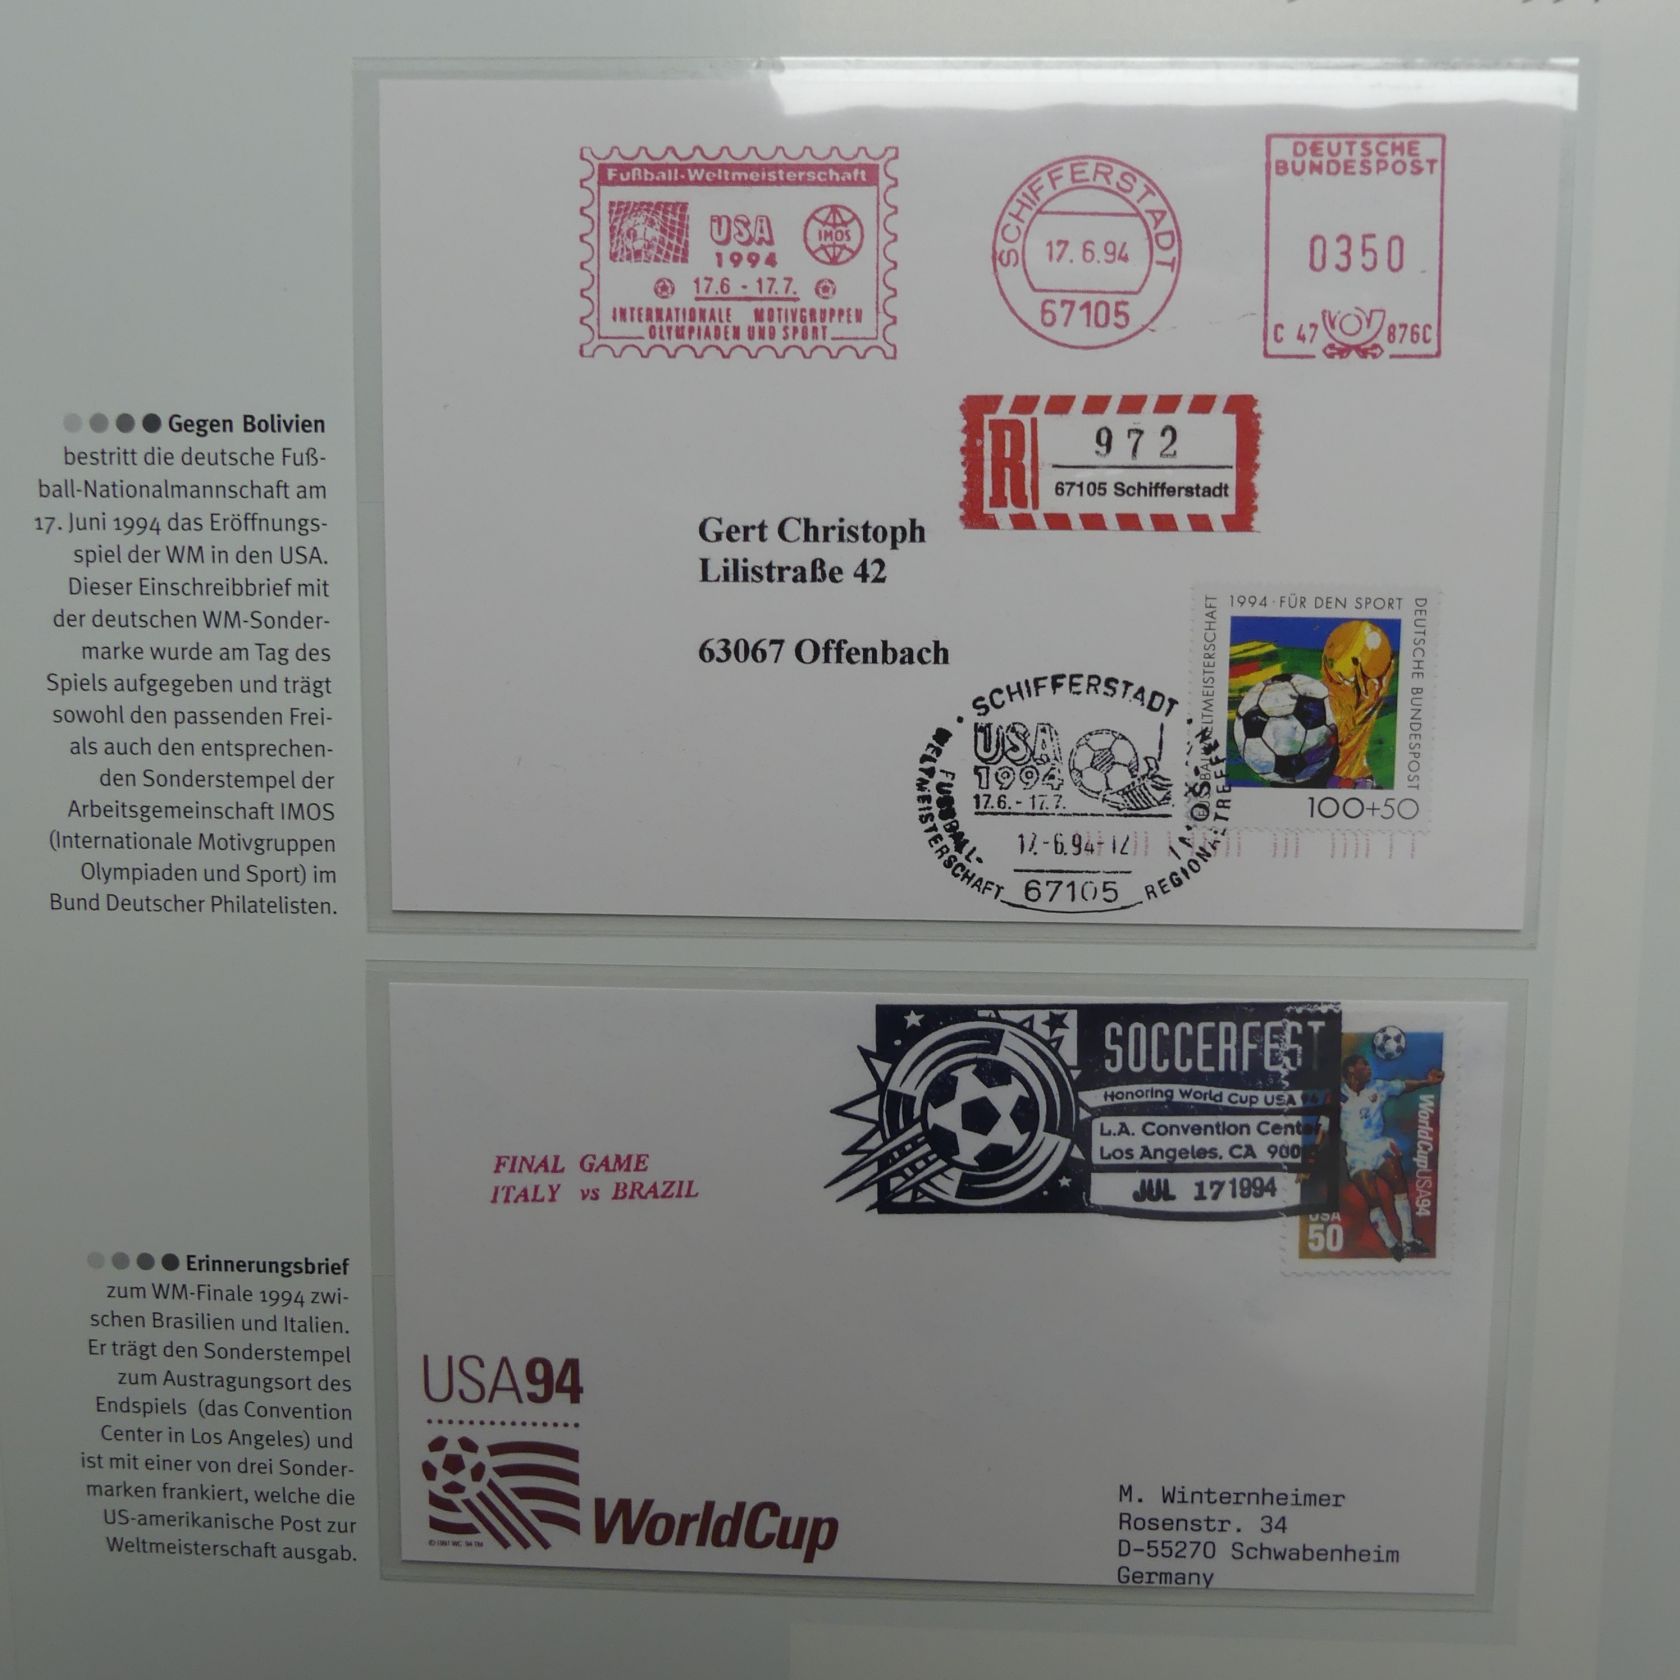 Fußball-Weltmeisterschaft
USA
1994
IMOS
17.6 - 17.7.
INTERNATIONALE MOTIVGRUPPEN
OLYMPIADEN UND SPORT
SCHIFFERSTADT
17.6.94
67105
DEUTSCHE
BUNDESPOST
0350
C 47 876C
R 972
67105 Schifferstadt
Gegen Bolivien
bestritt die deutsche Fuß-
ball-Nationalmannschaft am
17. Juni 1994 das Eröffnungs-
spiel der WM in den USA.
Dieser Einschreibbrief mit
der deutschen WM-Sonder-
marke wurde am Tag des
Spiels aufgegeben und trägt
sowohl den passenden Frei-
als auch den entsprechen-
den Sonderstempel der
Arbeitsgemeinschaft IMOS
(Internationale Motivgruppen
Olympiaden und Sport) im
Bund Deutscher Philatelisten.
Gert Christoph
Lilistraße 42
63067 Offenbach
1994 · FÜR DEN SPORT
DEUTSCHE BUNDESPOST
100+50
SCHIFFERSTADT
USA
1994
17.6. - 17.7.
FUSSBALL-
WELTMEISTERSCHAFT
REGIONALTREFFEN
67105
SOCCERFEST
Honoring World Cup USA 94
L.A. Convention Center
Los Angeles, CA 900
JUL 17 1994
WorldCupUSA94
USA
50
FINAL GAME
ITALY vs BRAZIL
Erinnerungsbrief
zum WM-Finale 1994 zwi-
schen Brasilien und Italien.
Er trägt den Sonderstempel
zum Austragungsort des
Endspiels (das Convention
Center in Los Angeles) und
ist mit einer von drei Sonder-
marken frankiert, welche die
US-amerikanische Post zur
Weltmeisterschaft ausgab.
USA94
WorldCup
M. Winternheimer
Rosenstr. 34
D-55270 Schwabenheim
Germany